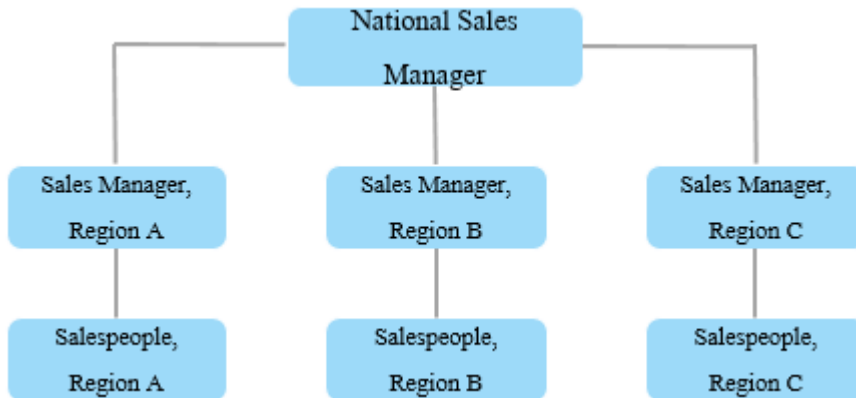 National Sales
Manager
Sales Manager,
Region A
Sales Manager,
Region B
Sales Manager,
Region C
Salespeople,
Region A
Salespeople,
Region B
Salespeople,
Region C